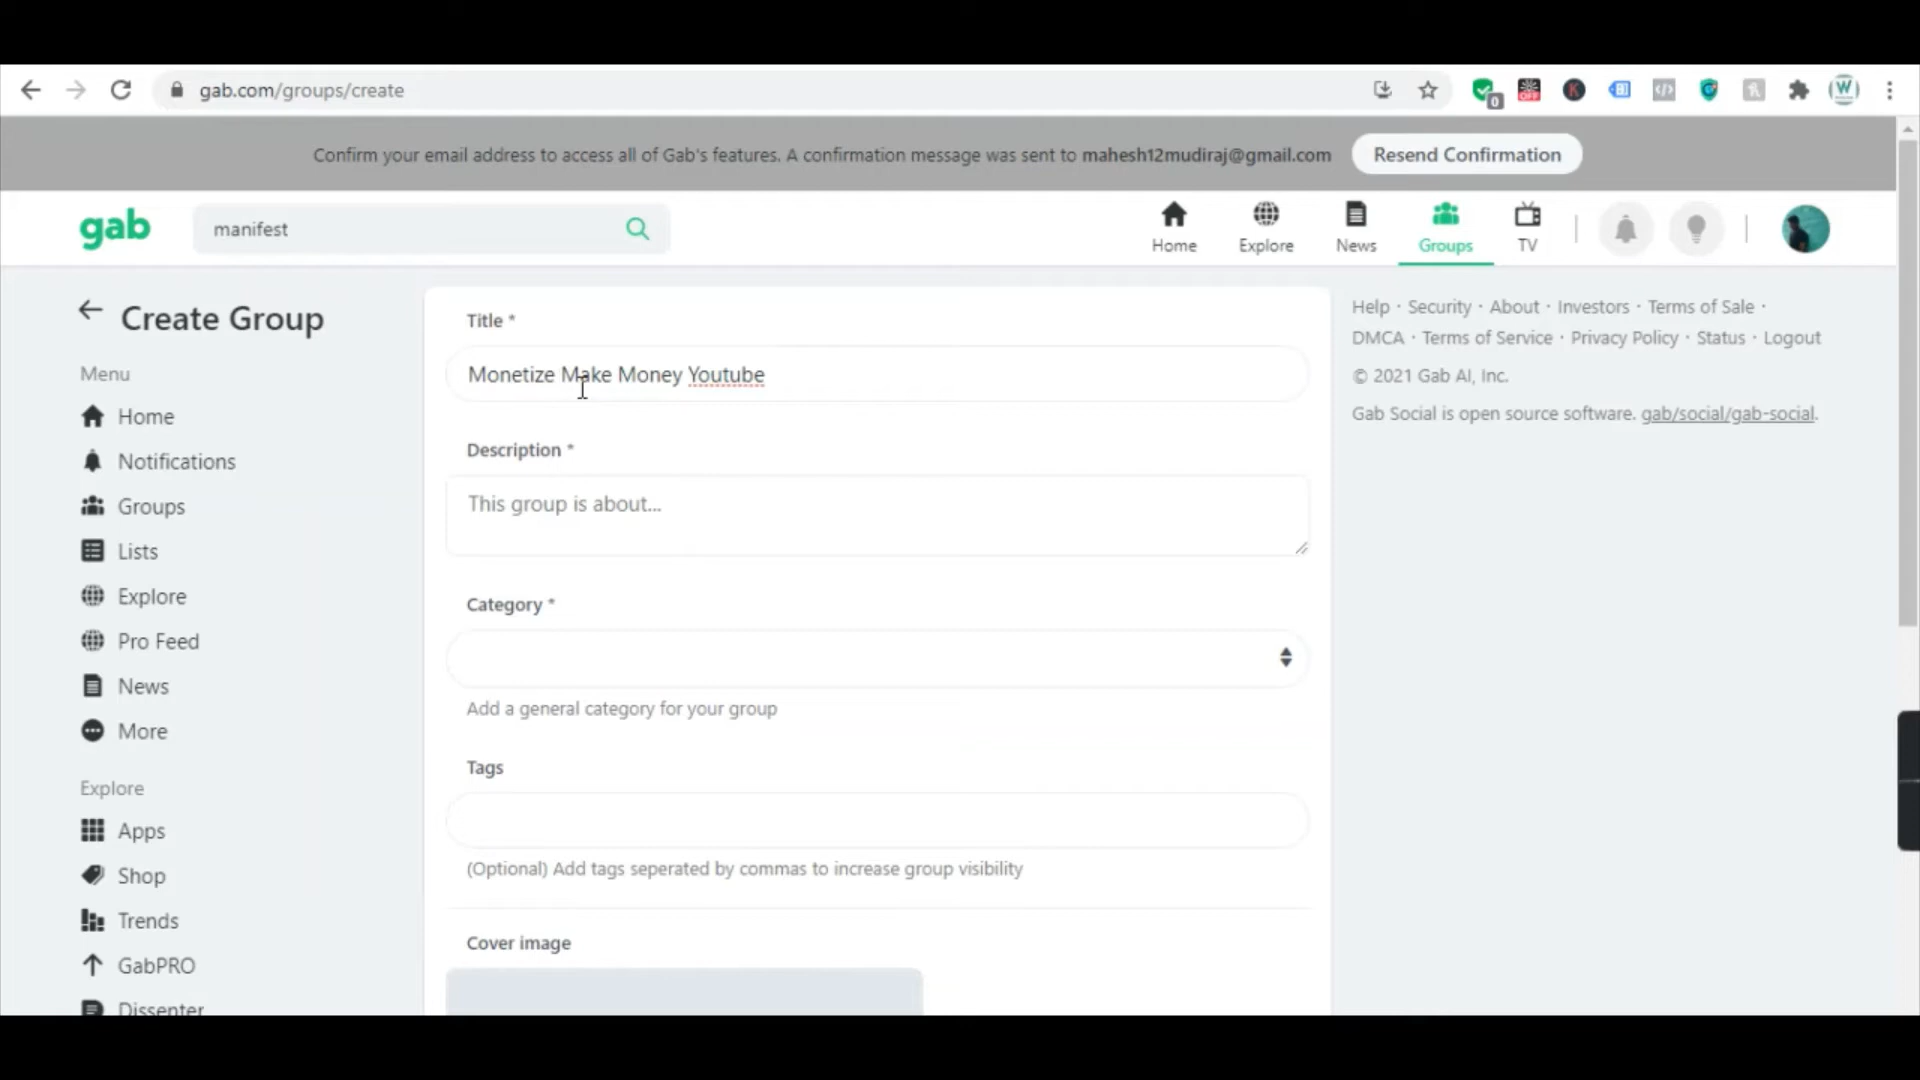 gab.com/groups/create
0
OFF
K
W
Confirm your email address to access all of Gab's features. A confirmation message was sent to mahesh12mudiraj@gmail.com
Resend Confirmation
gab
manifest
Home
Explore
News
Groups
TV
Create Group
Menu
Home
Notifications
Groups
Lists
Explore
Pro Feed
News
More
Explore
Apps
Shop
Trends
GabPRO
Dissenter
Title *
Monetize Make Money Youtube
Description *
This group is about...
Category *
Add a general category for your group
Tags
(Optional) Add tags seperated by commas to increase group visibility
Cover image
Help · Security · About · Investors · Terms of Sale ·
DMCA · Terms of Service · Privacy Policy · Status · Logout
© 2021 Gab AI, Inc.
Gab Social is open source software. gab/social/gab-social.